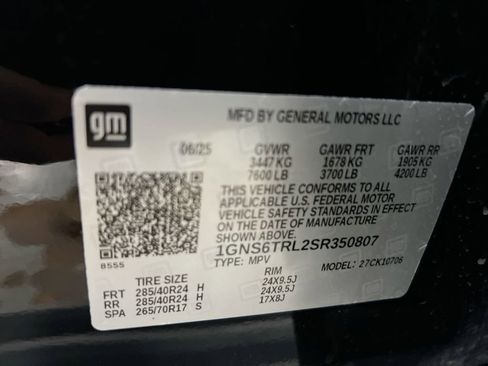 gm
MFD BY GENERAL MOTORS LLC
06/25 GVWR GAWR FRT GAWR RR
3447 KG 1678 KG 1905 KG
7600 LB 3700 LB 4200 LB
THIS VEHICLE CONFORMS TO ALL
APPLICABLE U.S. FEDERAL MOTOR
VEHICLE SAFETY STANDARDS IN EFFECT
ON THE DATE OF MANUFACTURE
SHOWN ABOVE.
1GNS6TRL2SR350807
8555 TYPE: MPV MODEL: 27CK10706
TIRE SIZE RIM
FRT 285/40R24 H 24X9.5J
RR 285/40R24 H 24X9.5J
SPA 265/70R17 S 17X8J